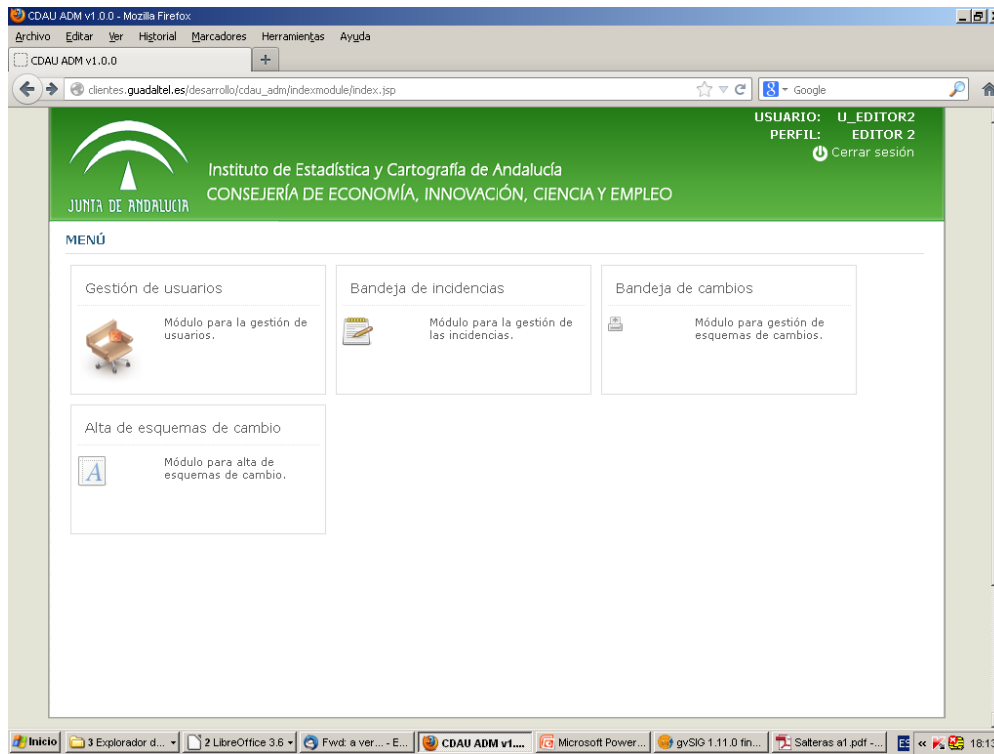 CDAU ADM v1.0.0 - Mozilla Firefox
Archivo Editar Ver Historial Marcadores Herramientas Ayuda
CDAU ADM v1.0.0
clientes.guadaltel.es/desarrollo/cdau_adm/indexmodule/index.jsp
Google
USUARIO: U_EDITOR2
PERFIL: EDITOR 2
Cerrar sesión
Instituto de Estadística y Cartografía de Andalucía
CONSEJERÍA DE ECONOMÍA, INNOVACIÓN, CIENCIA Y EMPLEO
JUNTA DE ANDALUCIA
MENÚ
Gestión de usuarios
Módulo para la gestión de
usuarios.
Bandeja de incidencias
Módulo para la gestión de
las incidencias.
Bandeja de cambios
Módulo para gestión de
esquemas de cambios.
Alta de esquemas de cambio
A
Módulo para alta de
esquemas de cambio.
Inicio 3 Explorador d... 2 LibreOffice 3.6 Fwd: a ver... - E... CDAU ADM v1.... Microsoft Power... gvSIG 1.11.0 fin... Salteras a1.pdf -... ES « 18:13